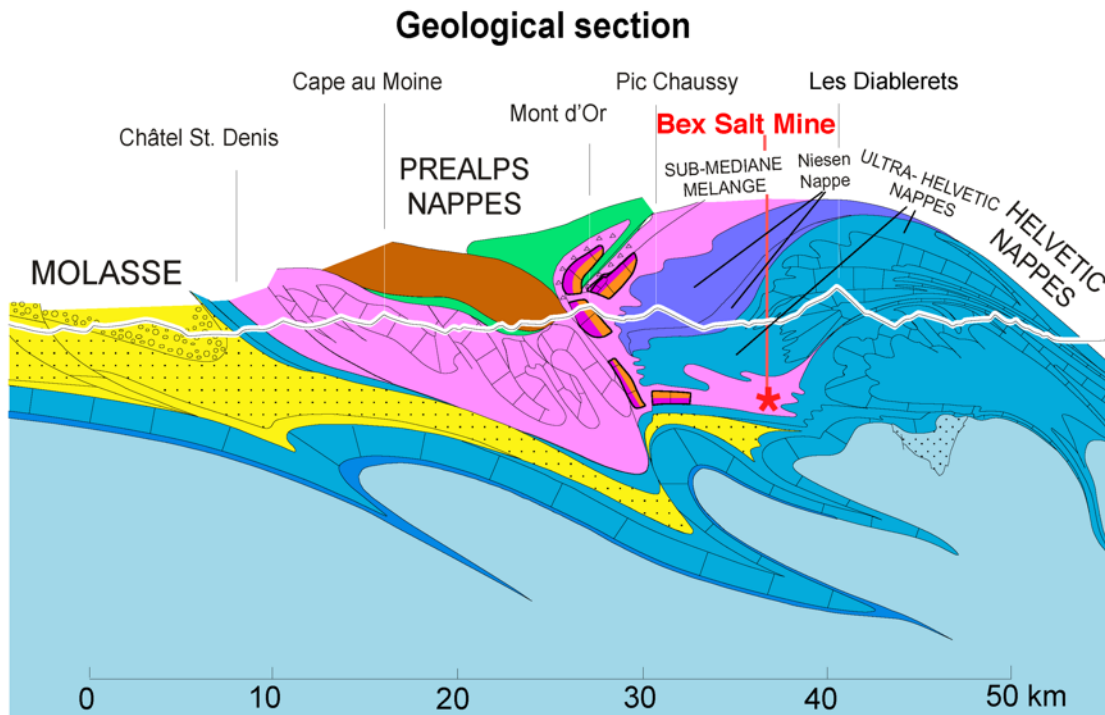 Geological section
Cape au Moine
Pic Chaussy
Les Diablerets
Mont d'Or
Bex Salt Mine
Châtel St. Denis
PREALPS
NAPPES
SUB-MEDIANE
MELANGE
Niesen
Nappe
ULTRA- HELVETIC
NAPPES
HELVETIC
NAPPES
MOLASSE
*
0 10 20 30 40 50 km